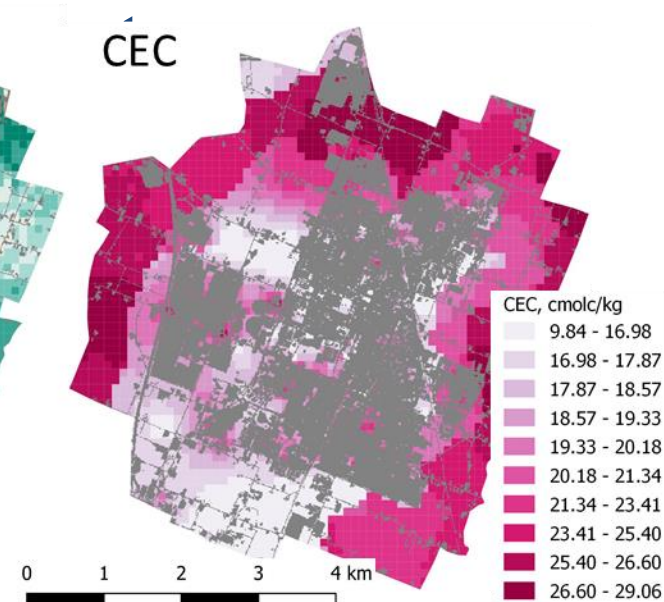 CEC
CEC, cmolc/kg
9.84 - 16.98
16.98 - 17.87
17.87 - 18.57
18.57 - 19.33
19.33 - 20.18
20.18 - 21.34
21.34 - 23.41
23.41 - 25.40
25.40 - 26.60
26.60 - 29.06
0 1 2 3 4 km